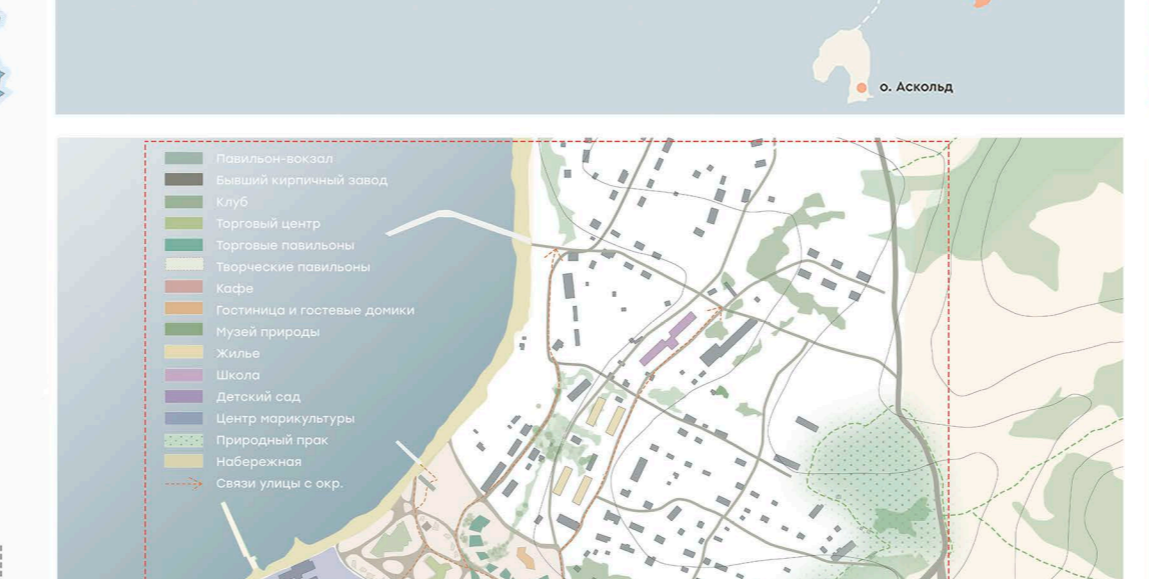 о. Аскольд
Павильон-вокзал
Бывший кирпичный завод
Клуб
Торговый центр
Торговые павильоны
Творческие павильоны
Кафе
Гостиница и гостевые домики
Музей природы
Жилье
Школа
Детский сад
Центр марикультуры
Природный прак
Набережная
Связи улицы с окр.